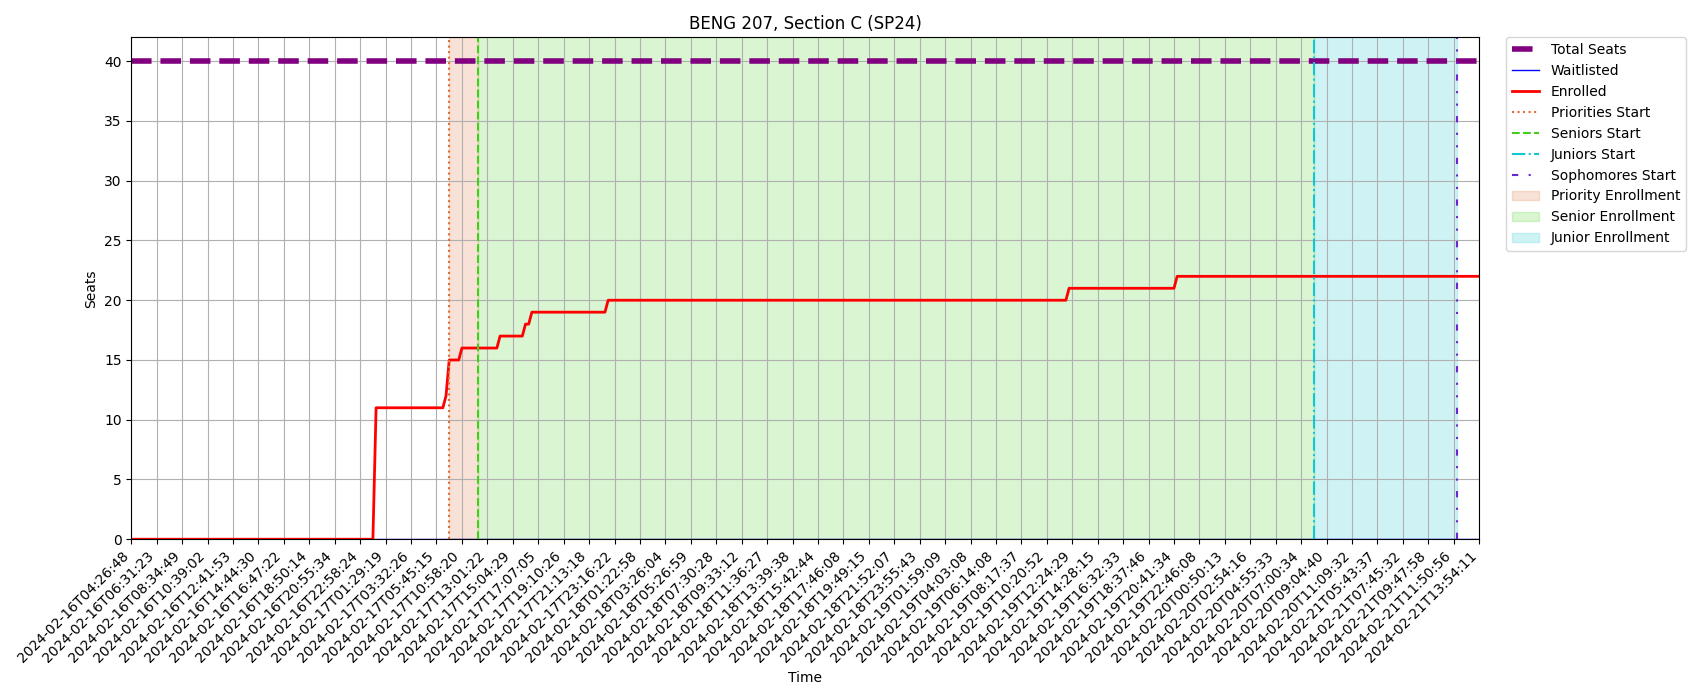 BENG 207, Section C (SP24)
Total Seats
Waitlisted
Enrolled
Priorities Start
Seniors Start
Juniors Start
Sophomores Start
Priority Enrollment
Senior Enrollment
Junior Enrollment
Seats
40
35
30
25
20
15
10
5
0
2024-02-16T04:26:48
2024-02-16T06:31:23
2024-02-16T08:34:49
2024-02-16T10:39:02
2024-02-16T12:41:53
2024-02-16T14:44:30
2024-02-16T16:47:22
2024-02-16T18:50:14
2024-02-16T20:55:34
2024-02-16T22:58:24
2024-02-17T01:29:19
2024-02-17T03:32:26
2024-02-17T05:45:15
2024-02-17T10:58:20
2024-02-17T13:01:22
2024-02-17T15:04:29
2024-02-17T17:07:05
2024-02-17T19:10:26
2024-02-17T21:13:18
2024-02-17T23:16:22
2024-02-18T01:22:58
2024-02-18T03:26:04
2024-02-18T05:26:59
2024-02-18T07:30:28
2024-02-18T09:33:12
2024-02-18T11:36:27
2024-02-18T13:39:38
2024-02-18T15:42:44
2024-02-18T17:46:08
2024-02-18T19:49:15
2024-02-18T21:52:07
2024-02-18T23:55:43
2024-02-19T01:59:09
2024-02-19T04:03:08
2024-02-19T06:14:08
2024-02-19T08:17:37
2024-02-19T10:20:52
2024-02-19T12:24:29
2024-02-19T14:28:15
2024-02-19T16:32:33
2024-02-19T18:37:46
2024-02-19T20:41:34
2024-02-19T22:46:08
2024-02-20T00:50:13
2024-02-20T02:54:16
2024-02-20T04:55:33
2024-02-20T07:00:34
2024-02-20T09:04:40
2024-02-20T11:09:32
2024-02-21T05:43:37
2024-02-21T07:45:32
2024-02-21T09:47:58
2024-02-21T11:50:56
2024-02-21T13:54:11
Time